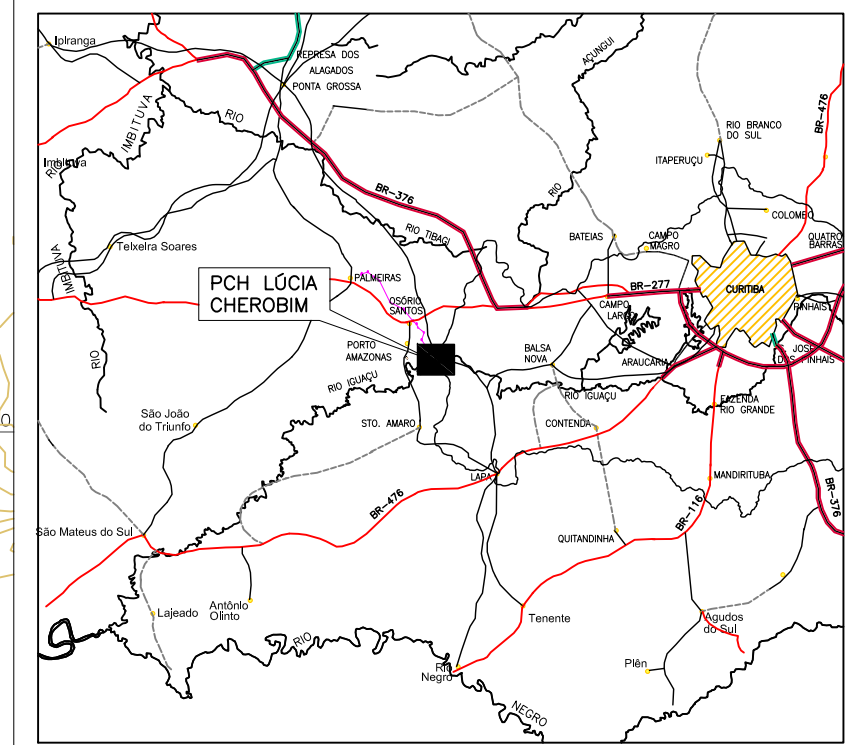 Ipiranga
REPRESA DOS
ALAGADOS
PONTA GROSSA
AÇUNGUI
IMBITUVA
RIO
BR-476
RIO BRANCO
DO SUL
ITAPERUÇU
Imbituva
RIO
BR-376
RIO
COLOMBO
RIO TIBAGI
BATEIAS
CAMPO
MAGRO
QUATRO
BARRAS
Teixeira Soares
IMBITUVA
PALMEIRAS
PCH LÚCIA
CHEROBIM
OSÓRIO
SANTOS
BR-277
CURITIBA
CAMPO
LARGO
PINHAIS
RIO
PORTO
AMAZONAS
BALSA
NOVA
ARAUCÁRIA
S. JOSÉ
DOS PINHAIS
RIO IGUAÇU
RIO IGUAÇU
FAZENDA
RIO GRANDE
São João
do Triunfo
STO. AMARO
CONTENDA
0
LAPA
MANDIRITUBA
BR-476
BR-376
BR-116
São Mateus do Sul
QUITANDINHA
Lajeado
Antônio
Olinto
Tenente
Agudos
do Sul
RIO
Rio
Negro
Piên
NEGRO